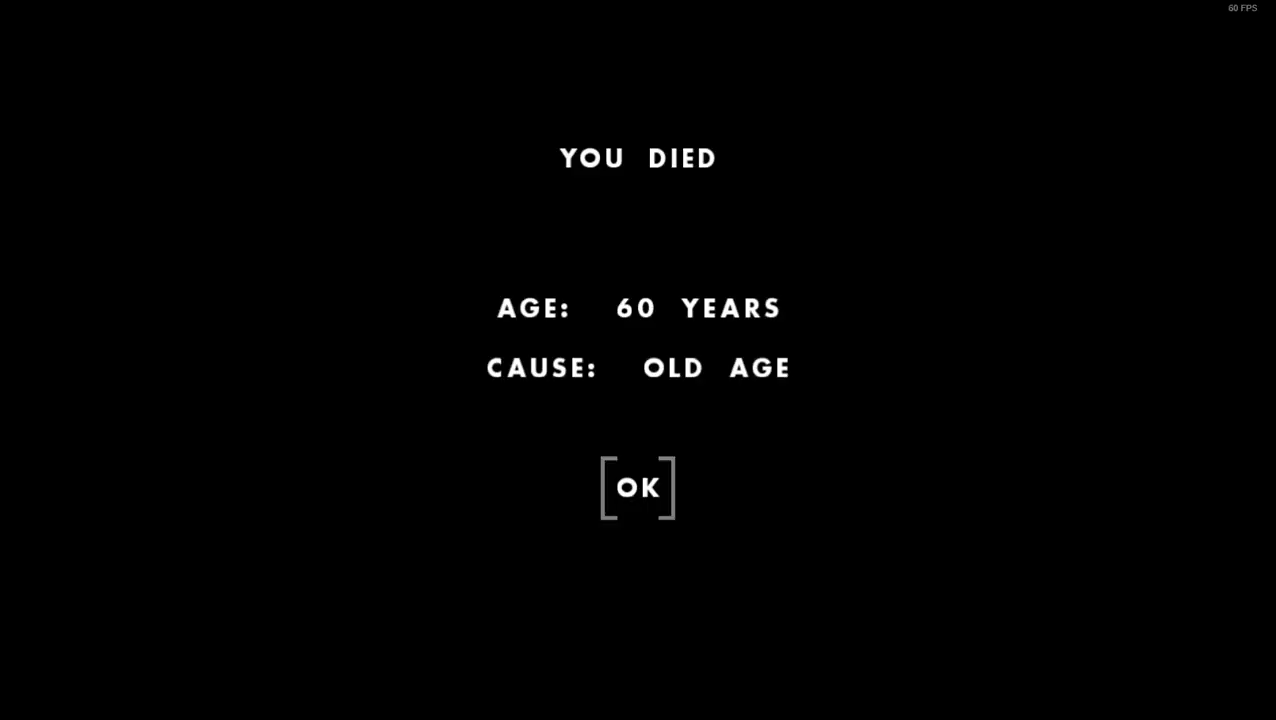 60 FPS
YOU DIED
AGE: 60 YEARS
CAUSE: OLD AGE
[OK]